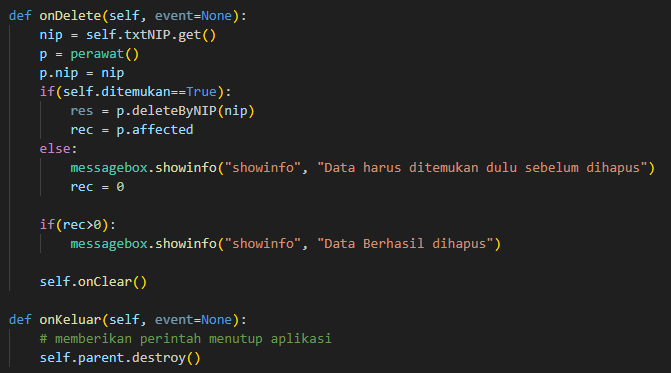 def onDelete(self, event=None):
    nip = self.txtNIP.get()
    p = perawat()
    p.nip = nip
    if(self.ditemukan==True):
        res = p.deleteByNIP(nip)
        rec = p.affected
    else:
        messagebox.showinfo("showinfo", "Data harus ditemukan dulu sebelum dihapus")
        rec = 0

    if(rec>0):
        messagebox.showinfo("showinfo", "Data Berhasil dihapus")

    self.onClear()

def onKeluar(self, event=None):
    # memberikan perintah menutup aplikasi
    self.parent.destroy()